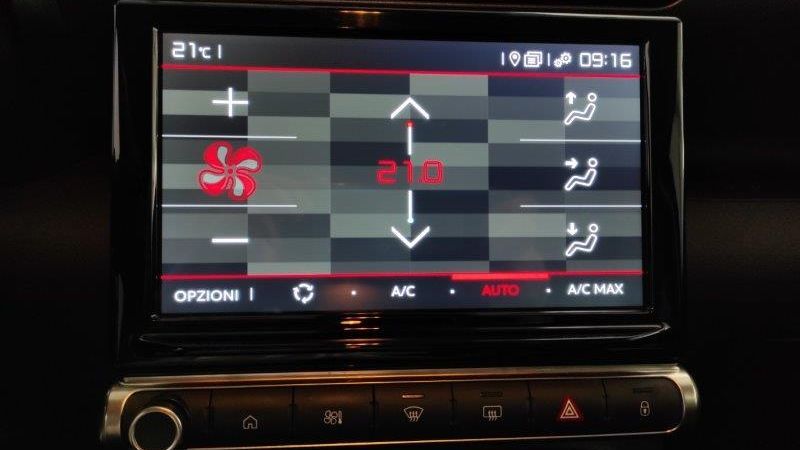 21°C
09:16
21.0
OPZIONI
A/C
AUTO
A/C MAX